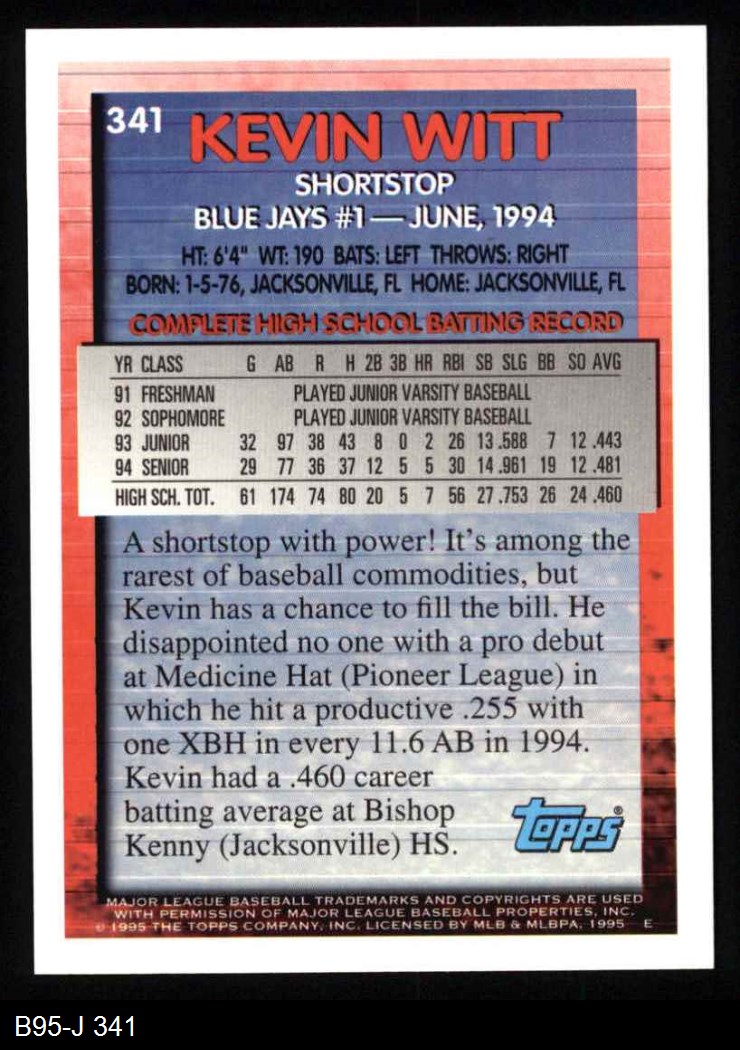 341
KEVIN WITT
SHORTSTOP
BLUE JAYS #1 — JUNE, 1994
HT: 6'4" WT: 190 BATS: LEFT THROWS: RIGHT
BORN: 1-5-76, JACKSONVILLE, FL HOME: JACKSONVILLE, FL
COMPLETE HIGH SCHOOL BATTING RECORD
YR CLASS G AB R H 2B 3B HR RBI SB SLG BB SO AVG
91 FRESHMAN PLAYED JUNIOR VARSITY BASEBALL
92 SOPHOMORE PLAYED JUNIOR VARSITY BASEBALL
93 JUNIOR 32 97 38 43 8 0 2 26 13 .588 7 12 .443
94 SENIOR 29 77 36 37 12 5 5 30 14 .961 19 12 .481
HIGH SCH. TOT. 61 174 74 80 20 5 7 56 27 .753 26 24 .460
A shortstop with power! It's among the
rarest of baseball commodities, but
Kevin has a chance to fill the bill. He
disappointed no one with a pro debut
at Medicine Hat (Pioneer League) in
which he hit a productive .255 with
one XBH in every 11.6 AB in 1994.
Kevin had a .460 career
batting average at Bishop
Kenny (Jacksonville) HS.
Topps®
MAJOR LEAGUE BASEBALL TRADEMARKS AND COPYRIGHTS ARE USED
WITH PERMISSION OF MAJOR LEAGUE BASEBALL PROPERTIES, INC.
© 1995 THE TOPPS COMPANY, INC. LICENSED BY MLB & MLBPA, 1995 E
B95-J 341